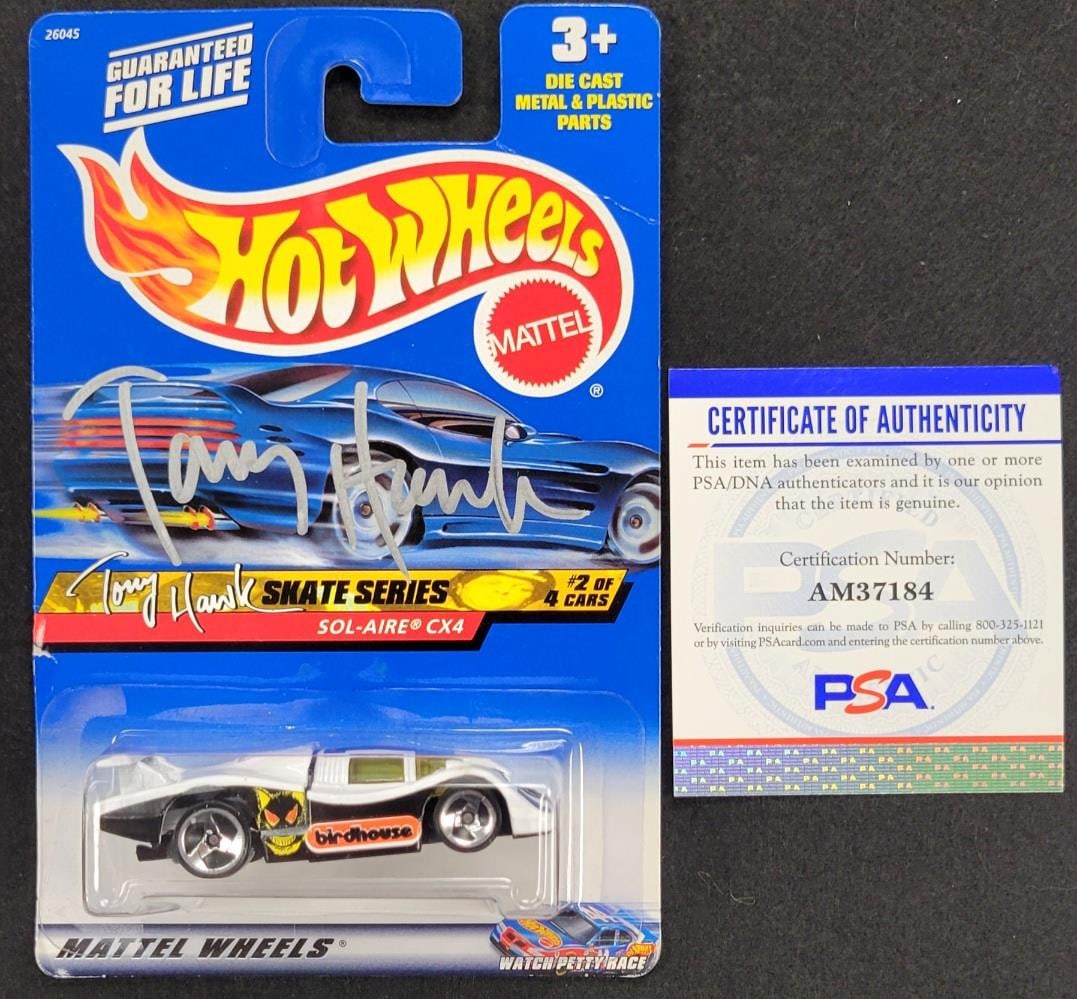 26045
GUARANTEED
FOR LIFE
3+
DIE CAST
METAL & PLASTIC
PARTS
Hot Wheels
MATTEL
®
Tony Hawk
Tony Hawk SKATE SERIES
#2 OF
4 CARS
SOL-AIRE® CX4
birdhouse
MATTEL WHEELS®
WATCH PETTY RACE
CERTIFICATE OF AUTHENTICITY
This item has been examined by one or more
PSA/DNA authenticators and it is our opinion
that the item is genuine.
Certification Number:
AM37184
Verification inquiries can be made to PSA by calling 800-325-1121
or by visiting PSAcard.com and entering the certification number above.
PSA.